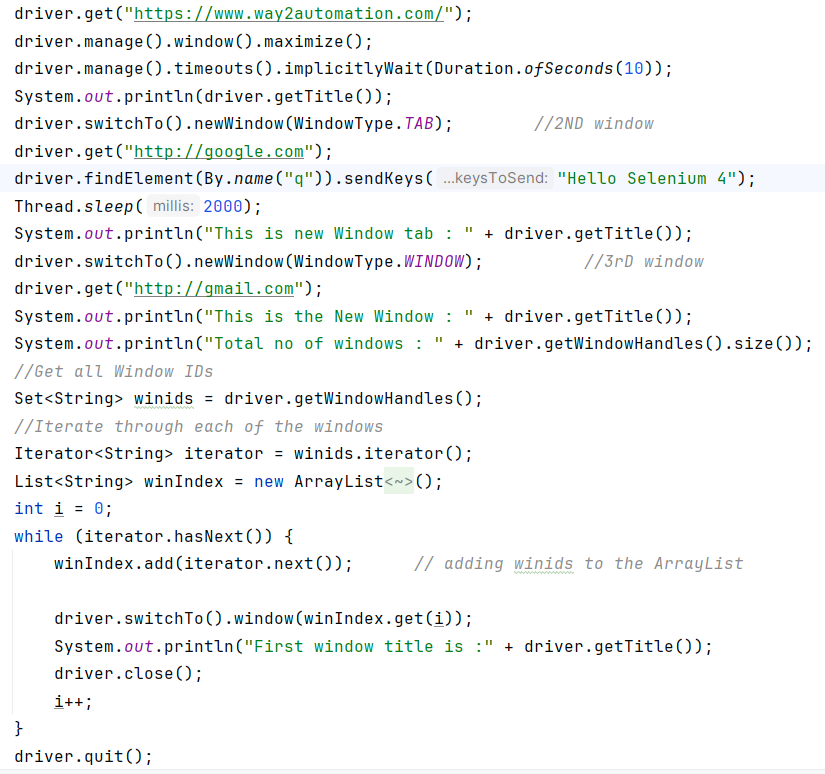 driver.get("https://www.way2automation.com/");
driver.manage().window().maximize();
driver.manage().timeouts().implicitlyWait(Duration.ofSeconds(10));
System.out.println(driver.getTitle());
driver.switchTo().newWindow(WindowType.TAB);        //2ND window
driver.get("http://google.com");
driver.findElement(By.name("q")).sendKeys( ...keysToSend: "Hello Selenium 4");
Thread.sleep( millis: 2000);
System.out.println("This is new Window tab : " + driver.getTitle());
driver.switchTo().newWindow(WindowType.WINDOW);          //3rD window
driver.get("http://gmail.com");
System.out.println("This is the New Window : " + driver.getTitle());
System.out.println("Total no of windows : " + driver.getWindowHandles().size());
//Get all Window IDs
Set<String> winids = driver.getWindowHandles();
//Iterate through each of the windows
Iterator<String> iterator = winids.iterator();
List<String> winIndex = new ArrayList<~>();
int i = 0;
while (iterator.hasNext()) {
    winIndex.add(iterator.next());      // adding winids to the ArrayList
    driver.switchTo().window(winIndex.get(i));
    System.out.println("First window title is :" + driver.getTitle());
    driver.close();
    i++;
}
driver.quit();